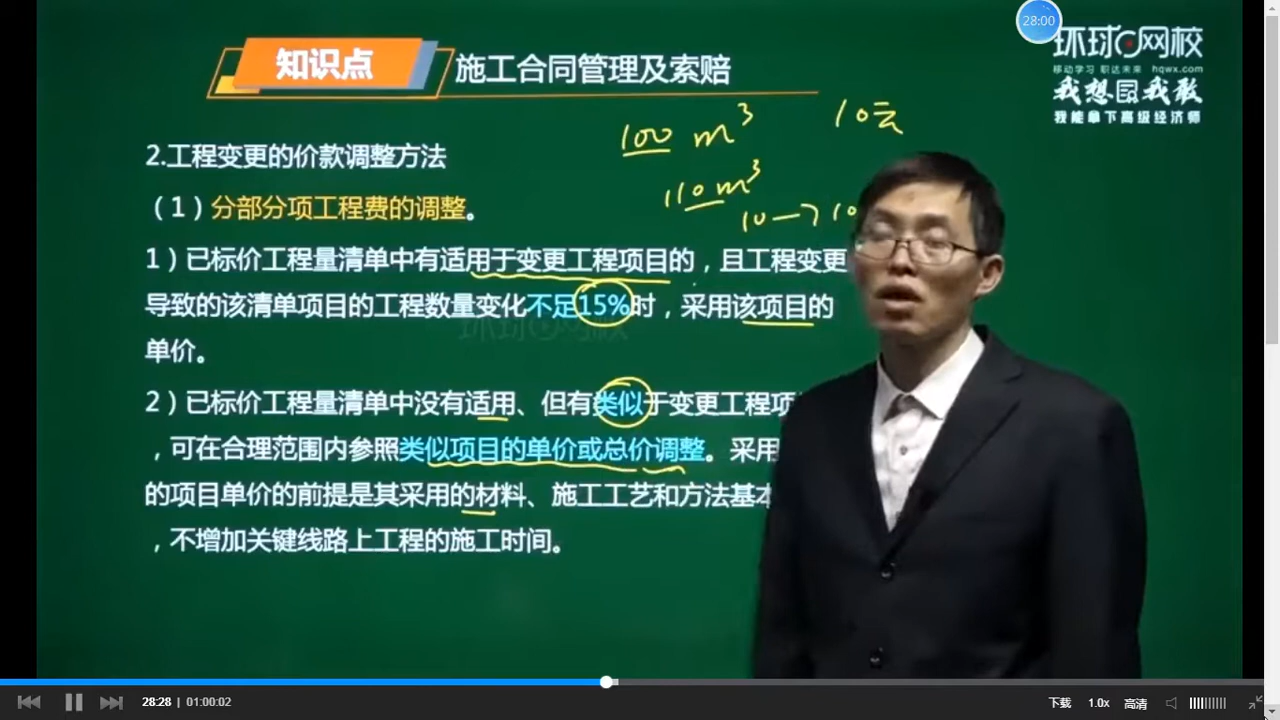 28:00
环球网校
移动学习 职达未来 hqwx.com
我想 我敢
我能拿下高级经济师
知识点
施工合同管理及索赔
100 m³
10元
110m³
10—710
2.工程变更的价款调整方法
（1）分部分项工程费的调整。
1）已标价工程量清单中有适用于变更工程项目的，且工程变更
导致的该清单项目的工程数量变化不足15%时，采用该项目的
单价。
环球网校
2）已标价工程量清单中没有适用、但有类似于变更工程项
，可在合理范围内参照类似项目的单价或总价调整。采用
的项目单价的前提是其采用的材料、施工工艺和方法基本
，不增加关键线路上工程的施工时间。
28:28 | 01:00:02
下载 1.0x 高清